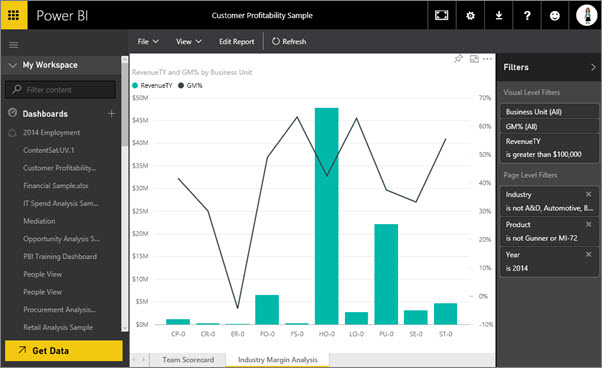 Power BI
Customer Profitability Sample
?
My Workspace
Filter content
Dashboards
2014 Employment
ContentSat.UV.1
Customer Profitability...
Financial Sample.xlsx
IT Spend Analysis Sam...
Mediation
Opportunity Analysis S...
PBI Training Dashboard
People View
People View
Procurement Analysis...
Retail Analysis Sample
Get Data
File
View
Edit Report
Refresh
RevenueTY and GM% by Business Unit
RevenueTY
GM%
$50M
$45M
$40M
$35M
$30M
$25M
$20M
$15M
$10M
$5M
$0M
70%
60%
50%
40%
30%
20%
10%
0%
-10%
CP-0
CR-0
ER-0
FO-0
FS-0
HO-0
LO-0
PU-0
SE-0
ST-0
Team Scorecard
Industry Margin Analysis
Filters
Visual Level Filters
Business Unit (All)
GM% (All)
RevenueTY
is greater than $100,000
Page Level Filters
Industry
is not A&D, Automotive, B...
Product
is not Gunner or MI-72
Year
is 2014